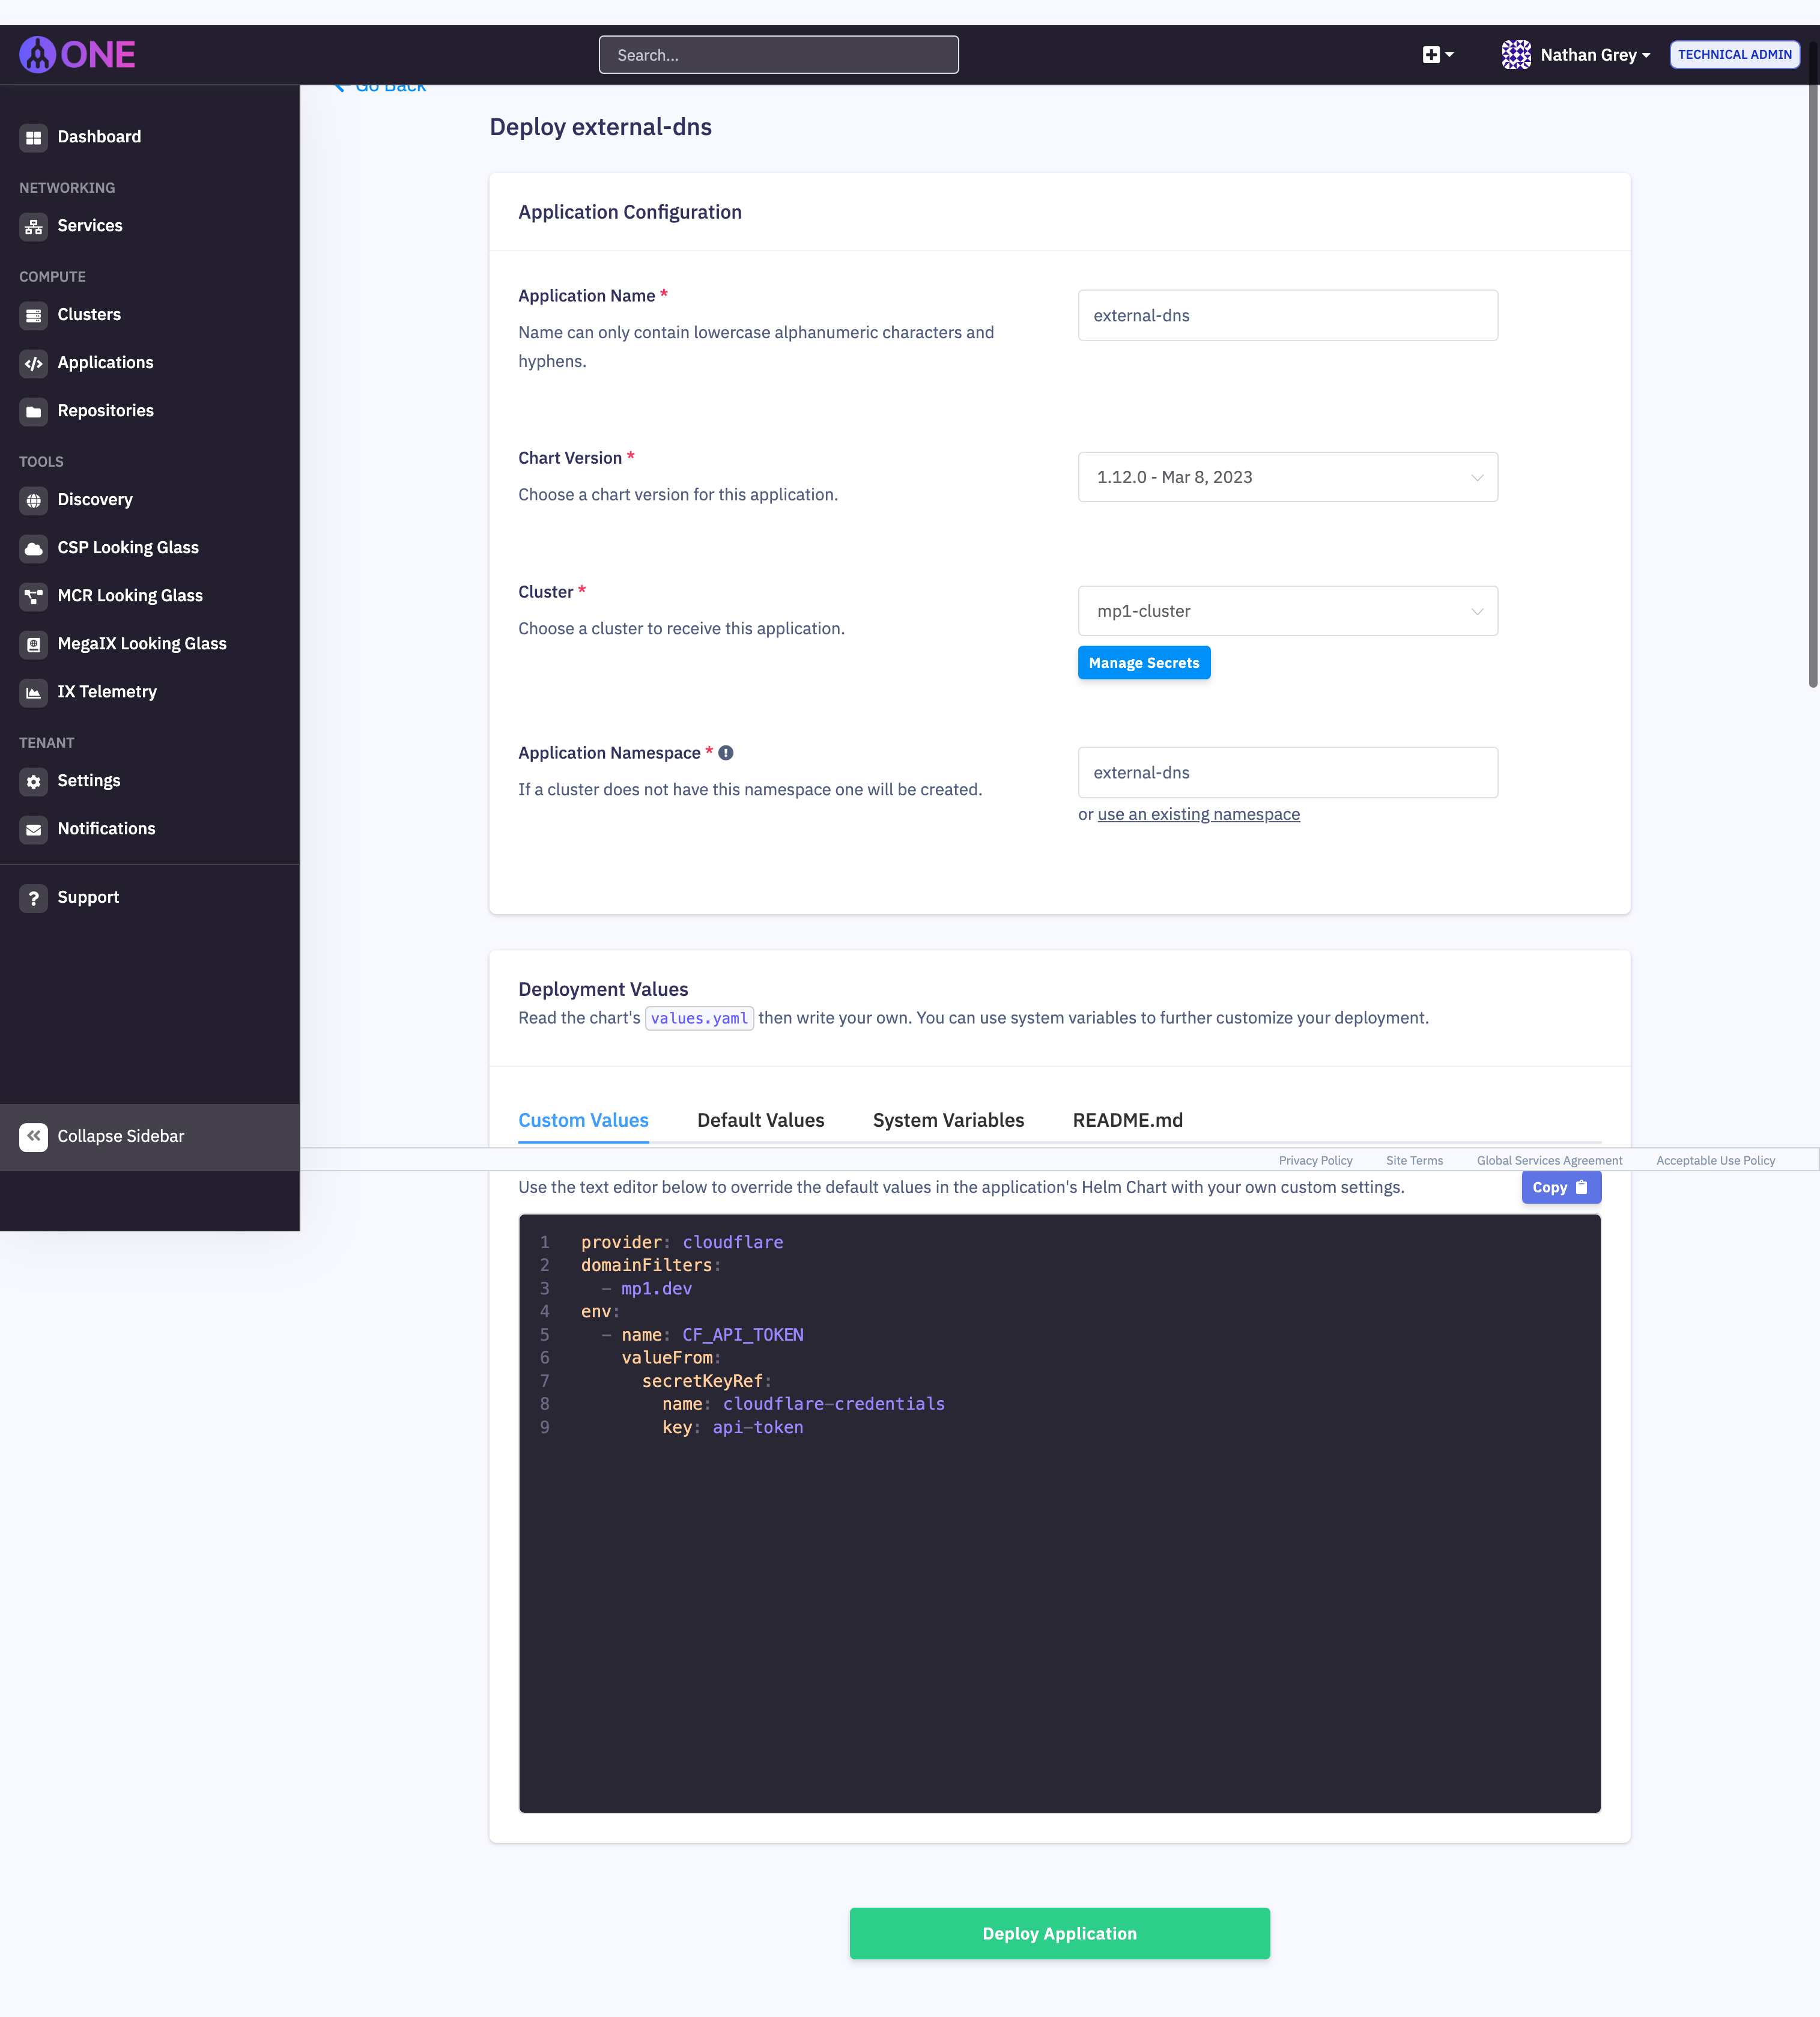 ONE
Search...
Nathan Grey
TECHNICAL ADMIN
Dashboard
NETWORKING
Services
COMPUTE
Clusters
Applications
Repositories
TOOLS
Discovery
CSP Looking Glass
MCR Looking Glass
MegaIX Looking Glass
IX Telemetry
TENANT
Settings
Notifications
Support
Collapse Sidebar
Go Back
Deploy external-dns
Application Configuration
Application Name *
Name can only contain lowercase alphanumeric characters and
hyphens.
external-dns
Chart Version *
Choose a chart version for this application.
1.12.0 - Mar 8, 2023
Cluster *
Choose a cluster to receive this application.
mp1-cluster
Manage Secrets
Application Namespace *
If a cluster does not have this namespace one will be created.
external-dns
or use an existing namespace
Deployment Values
Read the chart's values.yaml then write your own. You can use system variables to further customize your deployment.
Custom Values Default Values System Variables README.md
Privacy Policy Site Terms Global Services Agreement Acceptable Use Policy
Use the text editor below to override the default values in the application's Helm Chart with your own custom settings.
Copy
1 provider: cloudflare
2 domainFilters:
3   - mp1.dev
4 env:
5   - name: CF_API_TOKEN
6     valueFrom:
7       secretKeyRef:
8         name: cloudflare-credentials
9         key: api-token
Deploy Application